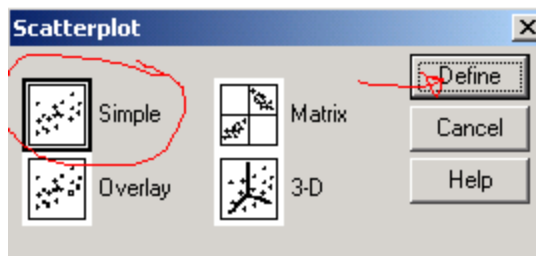 Scatterplot
Simple
Matrix
Overlay
3-D
Define
Cancel
Help